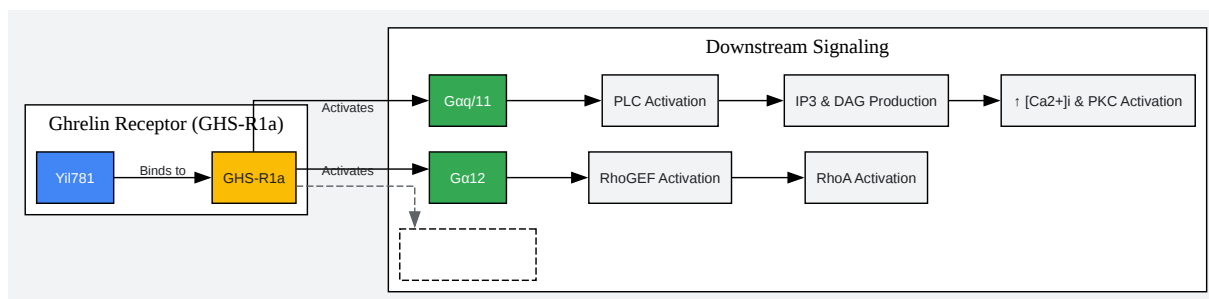 Downstream Signaling
Gαq/11
PLC Activation
IP3 & DAG Production
↑ [Ca2+]i & PKC Activation
Activates
Ghrelin Receptor (GHS-R1a)
Yil781
Binds to
GHS-R1a
Activates
Gα12
RhoGEF Activation
RhoA Activation